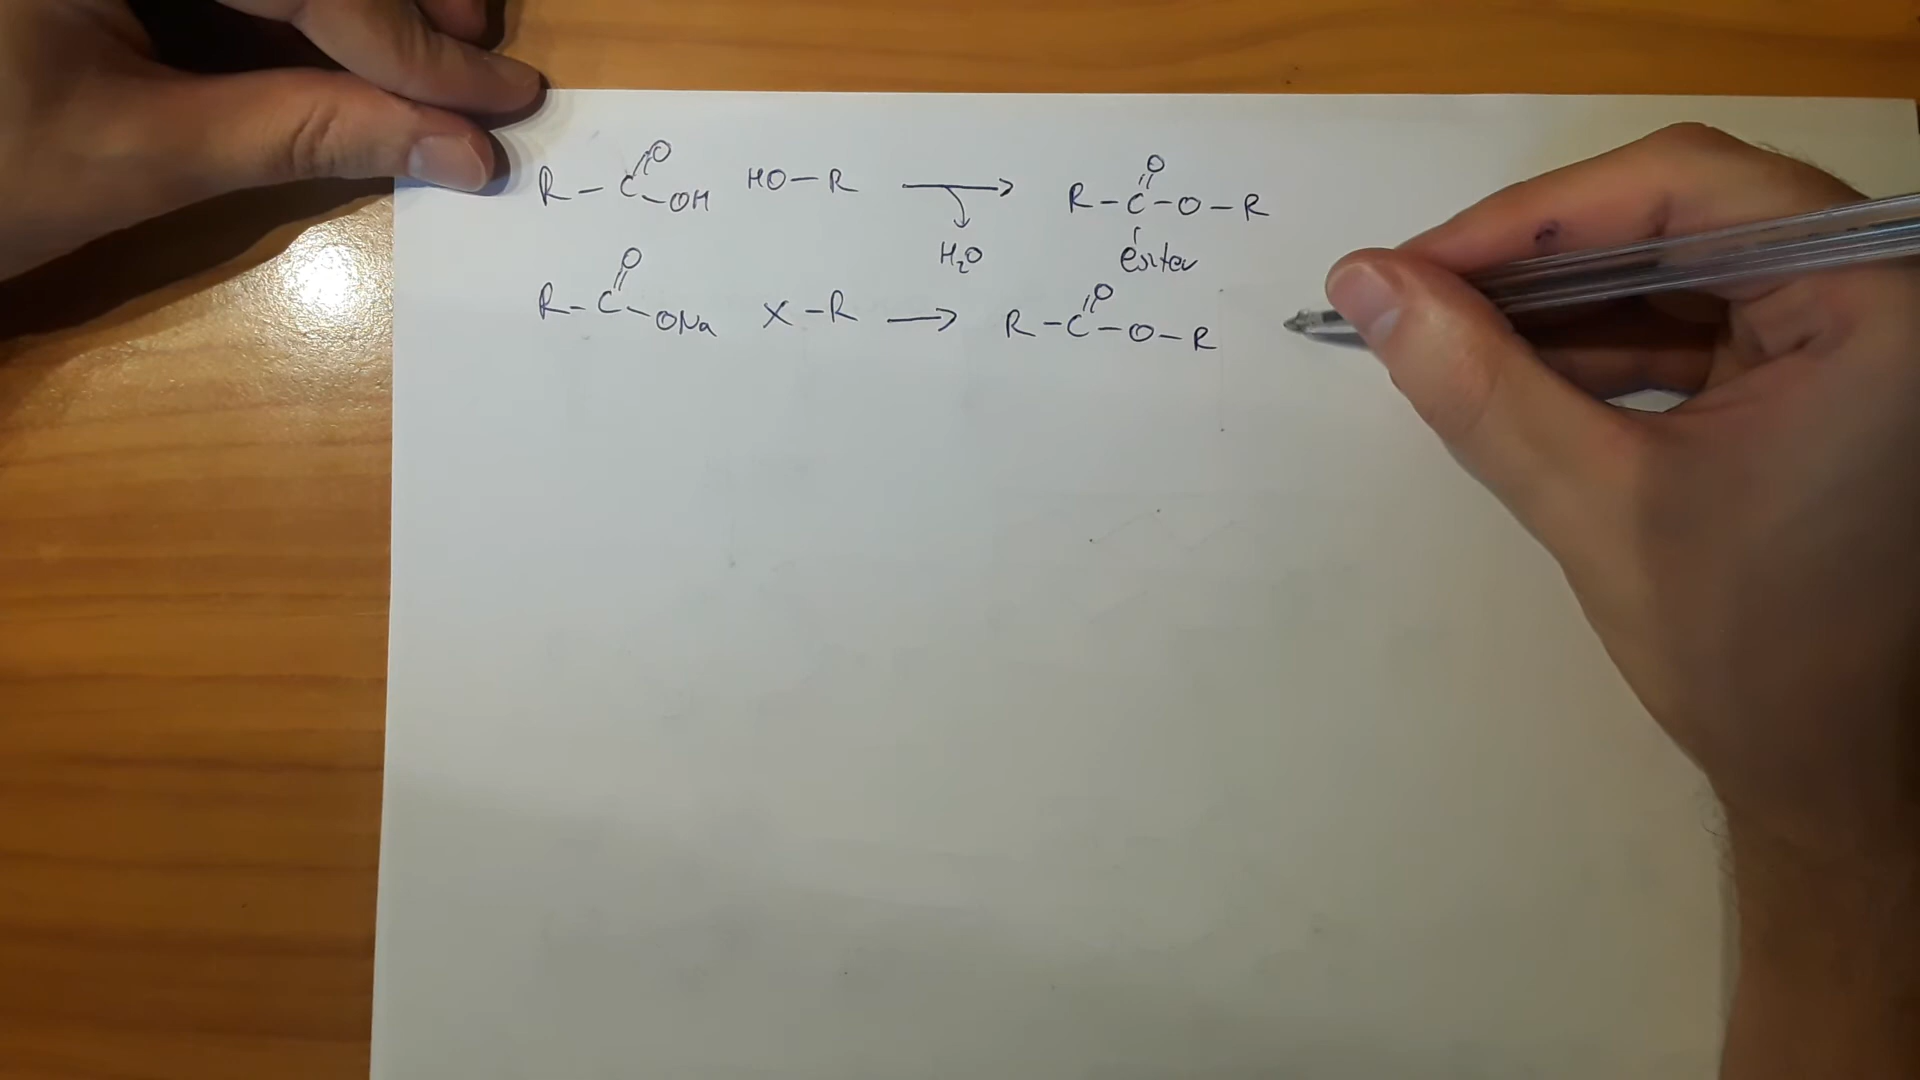 R-C=O-OH HO-R → R-C=O-O-R
H₂O
éster
R-C=O-ONa X-R → R-C=O-O-R